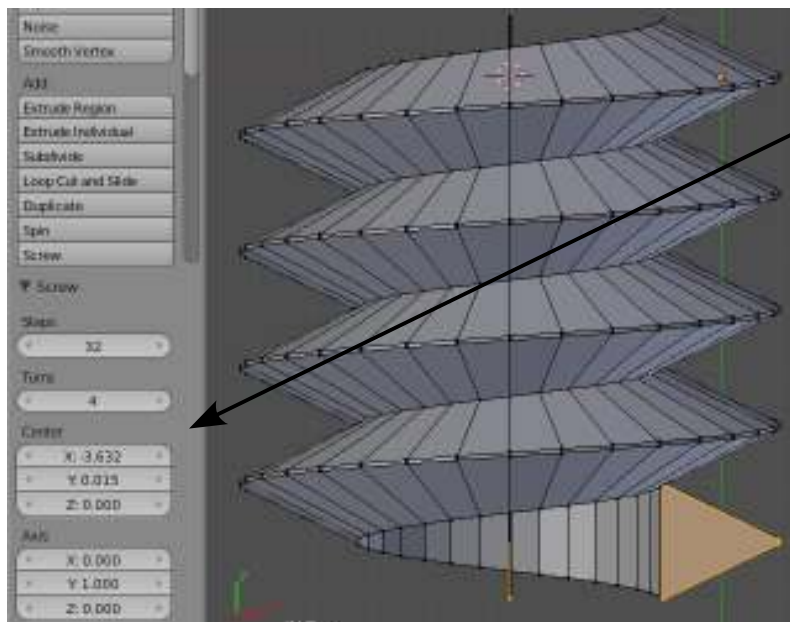 Noise
Smooth Vertex
Add
Extrude Region
Extrude Individual
Subdivide
Loop Cut and Slide
Duplicate
Spin
Screw
▼ Screw
Steps
32
Turns
4
Center
X: -3.632
Y: 0.015
Z: 0.000
Axis
X: 0.000
Y: 1.000
Z: 0.000